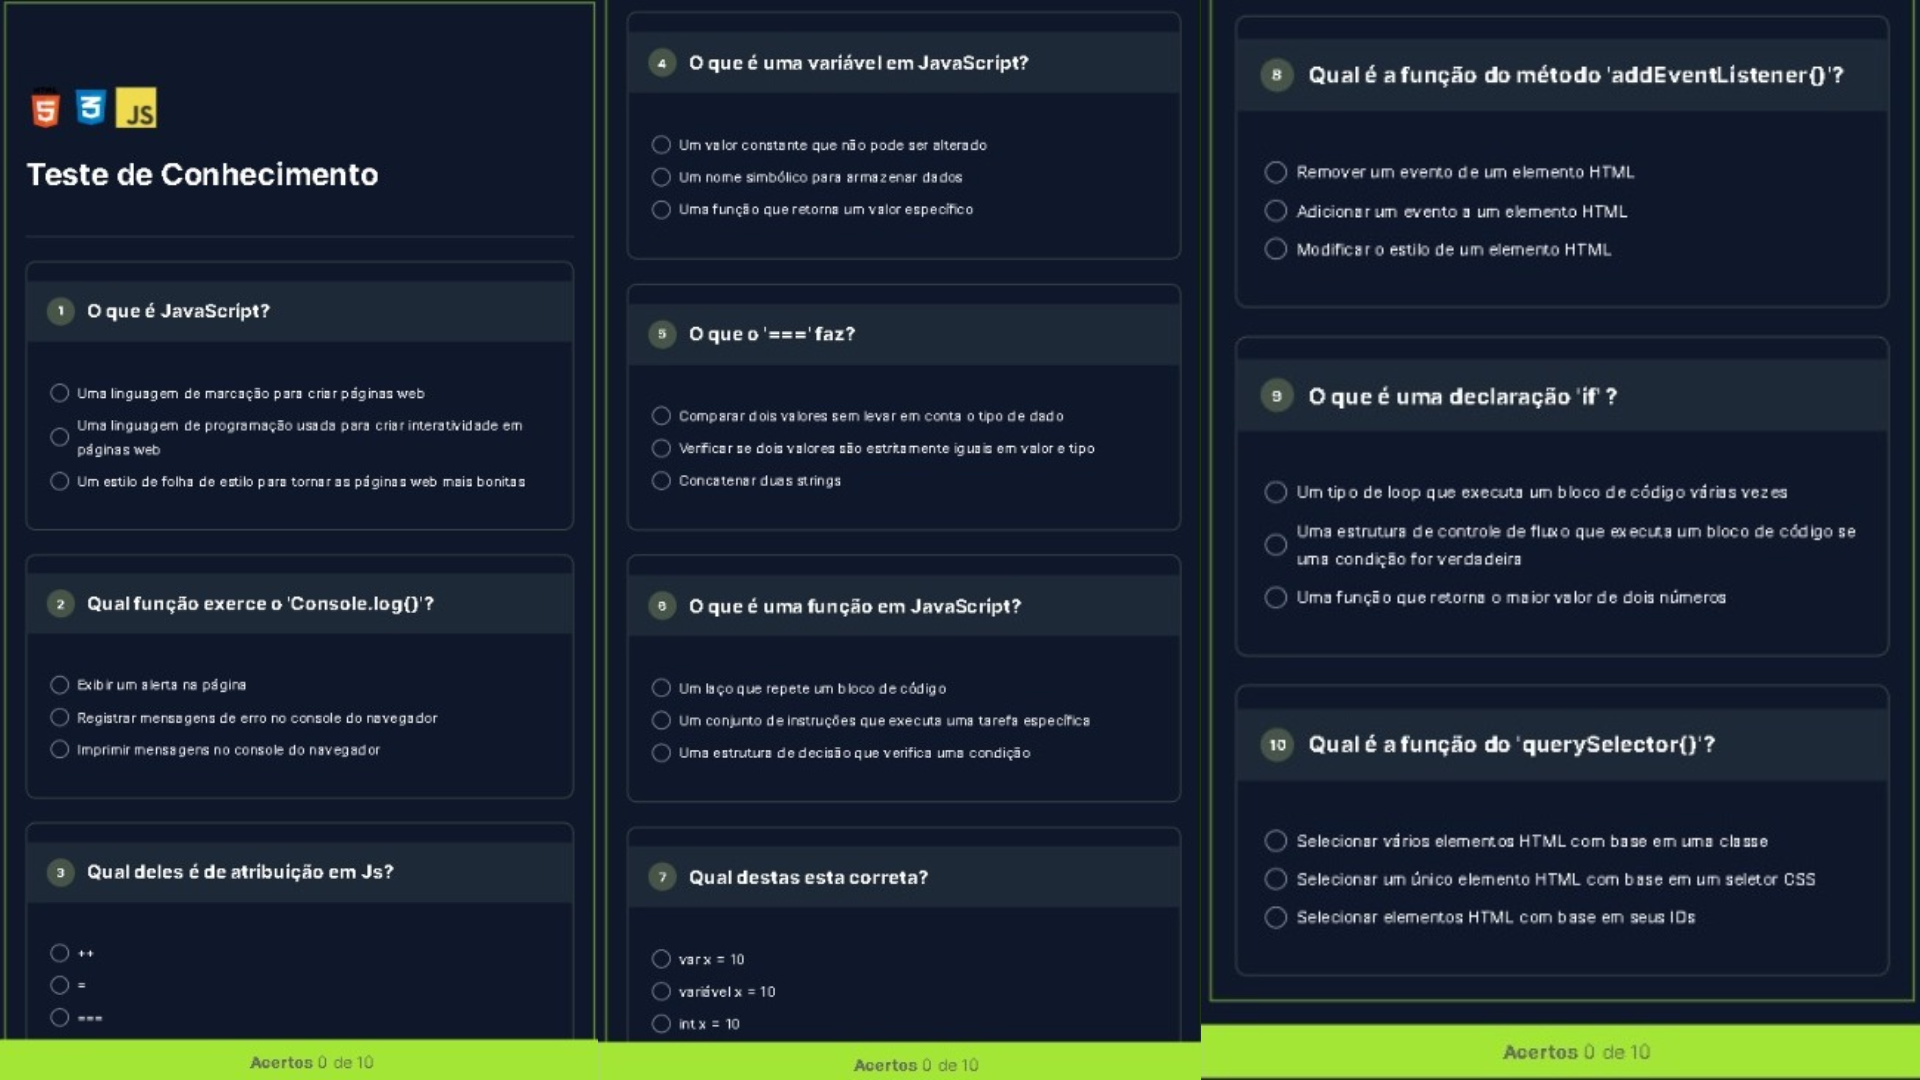 HTML
5
3
JS
Teste de Conhecimento
1 O que é JavaScript?
Uma linguagem de marcação para criar páginas web
Uma linguagem de programação usada para criar interatividade em
páginas web
Um estilo de folha de estilo para tornar as páginas web mais bonitas
2 Qual função exerce o 'Console.log()'?
Exibir um alerta na página
Registrar mensagens de erro no console do navegador
Imprimir mensagens no console do navegador
3 Qual deles é de atribuição em Js?
++
=
===
Acertos 0 de 10
4 O que é uma variável em JavaScript?
Um valor constante que não pode ser alterado
Um nome simbólico para armazenar dados
Uma função que retorna um valor específico
5 O que o '===' faz?
Comparar dois valores sem levar em conta o tipo de dado
Verificar se dois valores são estritamente iguais em valor e tipo
Concatenar duas strings
6 O que é uma função em JavaScript?
Um laço que repete um bloco de código
Um conjunto de instruções que executa uma tarefa específica
Uma estrutura de decisão que verifica uma condição
7 Qual destas esta correta?
var x = 10
variável x = 10
int x = 10
Acertos 0 de 10
8 Qual é a função do método 'addEventListener()'?
Remover um evento de um elemento HTML
Adicionar um evento a um elemento HTML
Modificar o estilo de um elemento HTML
9 O que é uma declaração 'if' ?
Um tipo de loop que executa um bloco de código várias vezes
Uma estrutura de controle de fluxo que executa um bloco de código se
uma condição for verdadeira
Uma função que retorna o maior valor de dois números
10 Qual é a função do 'querySelector()'?
Selecionar vários elementos HTML com base em uma classe
Selecionar um único elemento HTML com base em um seletor CSS
Selecionar elementos HTML com base em seus IDs
Acertos 0 de 10